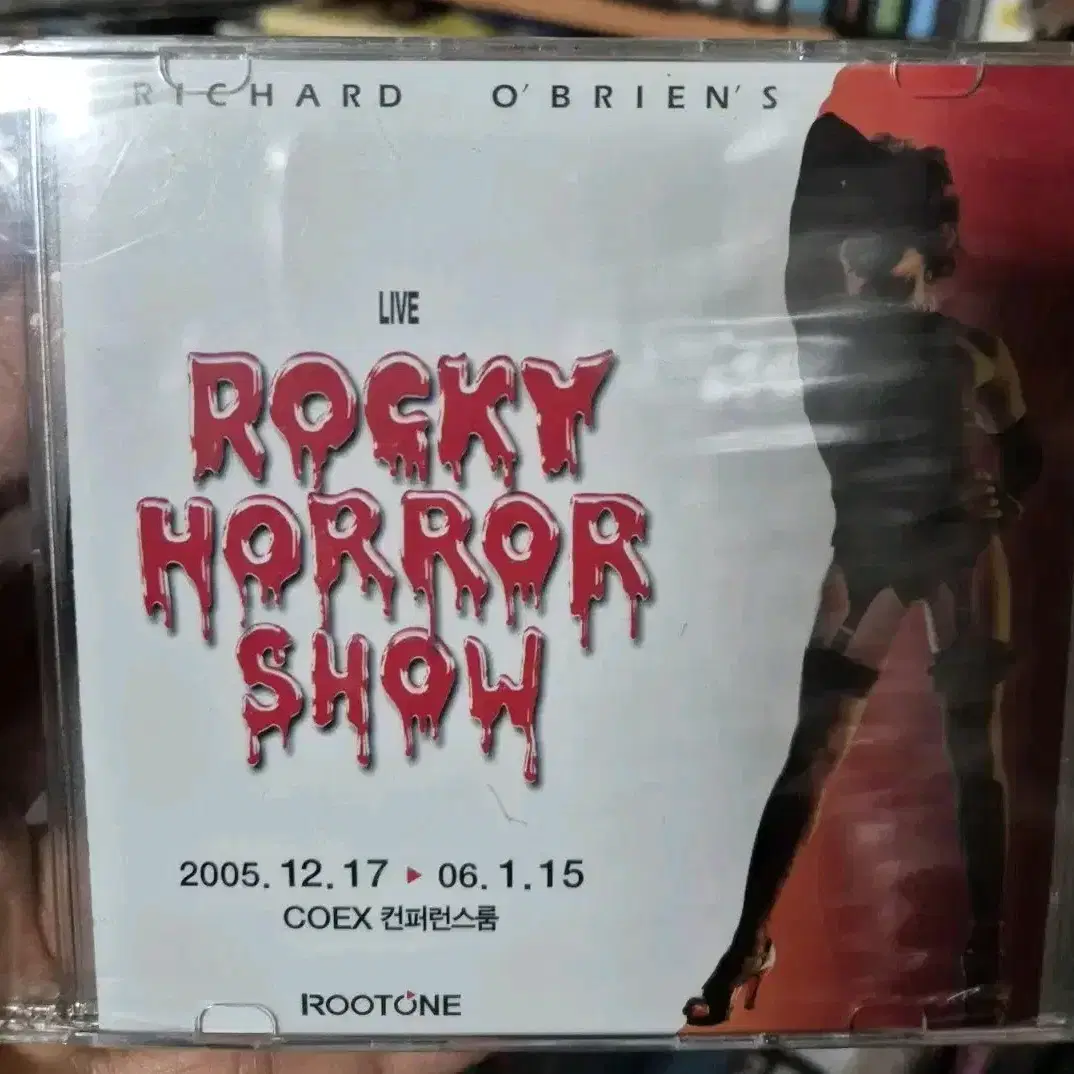 RICHARD O'BRIEN'S
LIVE
ROCKY
HORROR
SHOW
2005.12.17 ▶ 06.1.15
COEX 컨퍼런스룸
ROOTONE